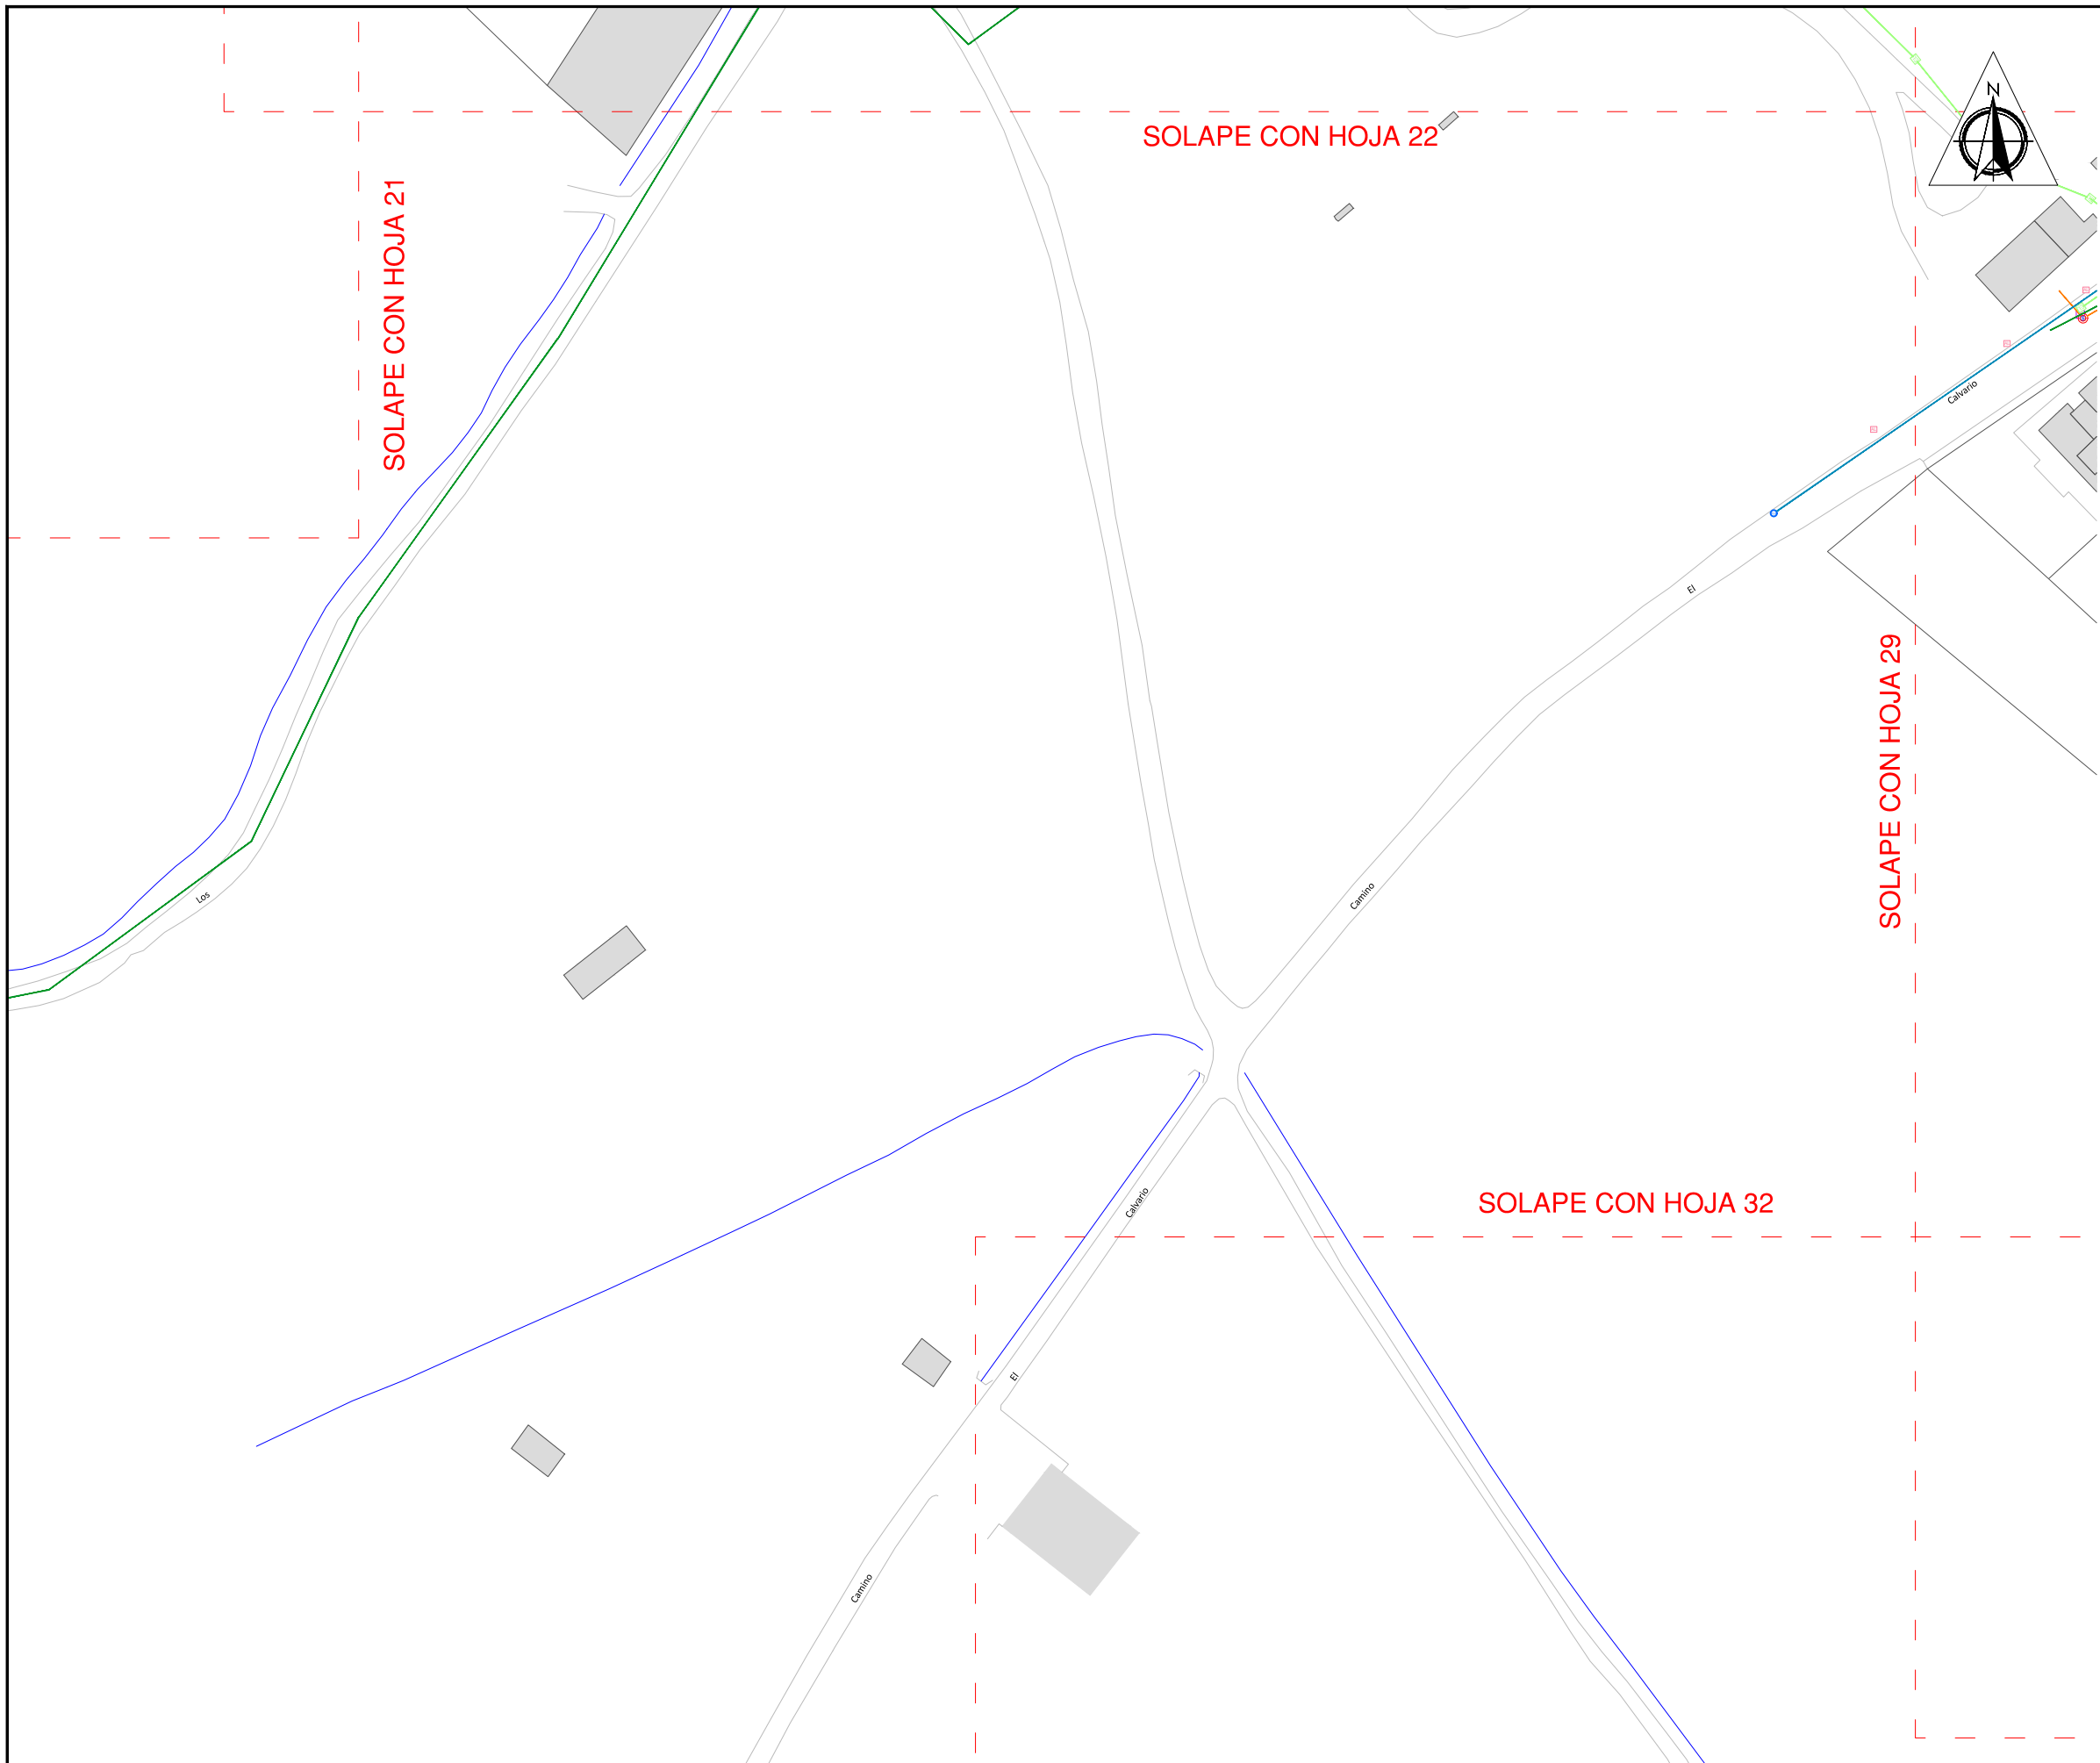 N
SOLAPE CON HOJA 22
SOLAPE CON HOJA 21
Calvario
El
SOLAPE CON HOJA 29
Los
Camino
Calvario
SOLAPE CON HOJA 32
El
Camino